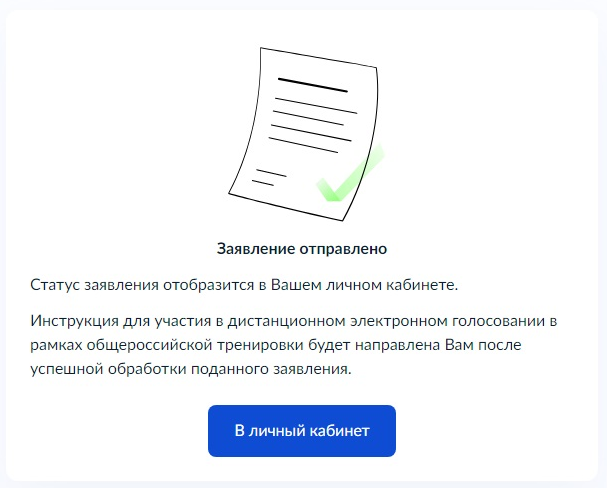 Заявление отправлено
Статус заявления отобразится в Вашем личном кабинете.
Инструкция для участия в дистанционном электронном голосовании в
рамках общероссийской тренировки будет направлена Вам после
успешной обработки поданного заявления.
В личный кабинет